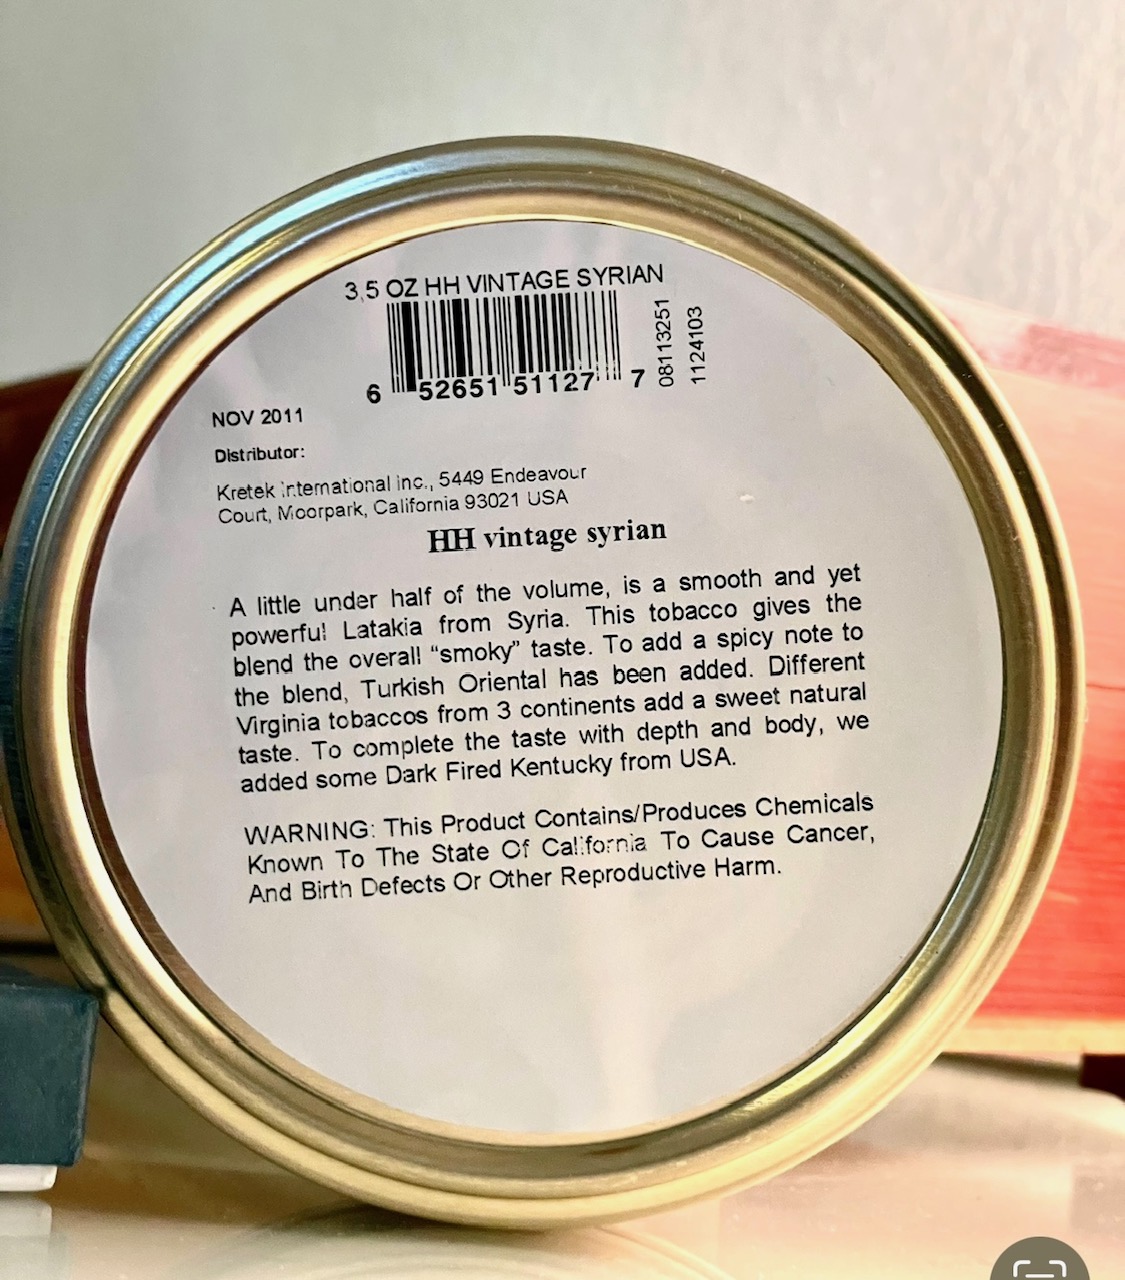 3.5 OZ HH VINTAGE SYRIAN
6 52651 51127 7
08113251
1124103
NOV 2011
Distributor:
Kretek International inc., 5449 Endeavour
Court, Moorpark, California 93021 USA
HH vintage syrian
A little under half of the volume, is a smooth and yet
powerful Latakia from Syria. This tobacco gives the
blend the overall “smoky” taste. To add a spicy note to
the blend, Turkish Oriental has been added. Different
Virginia tobaccos from 3 continents add a sweet natural
taste. To complete the taste with depth and body, we
added some Dark Fired Kentucky from USA.
WARNING: This Product Contains/Produces Chemicals
Known To The State Of California To Cause Cancer,
And Birth Defects Or Other Reproductive Harm.